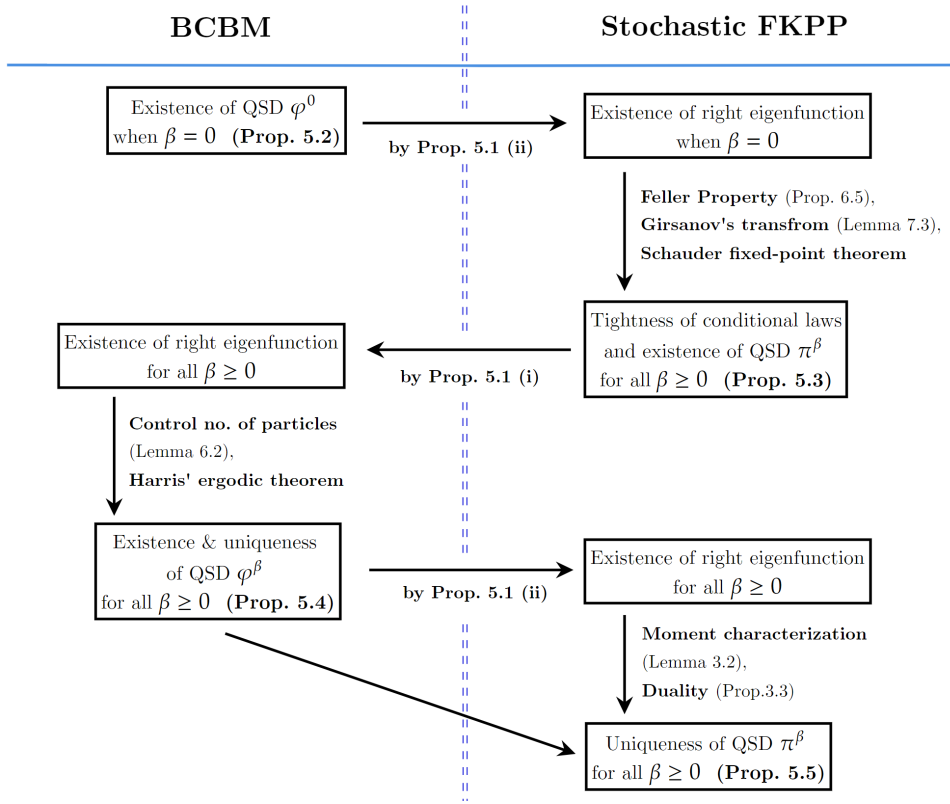 BCBM
Stochastic FKPP
Existence of QSD φ⁰
when β = 0 (Prop. 5.2)
by Prop. 5.1 (ii)
Existence of right eigenfunction
when β = 0
Feller Property (Prop. 6.5),
Girsanov's transfrom (Lemma 7.3),
Schauder fixed-point theorem
Tightness of conditional laws
and existence of QSD π^β
for all β ≥ 0 (Prop. 5.3)
by Prop. 5.1 (i)
Existence of right eigenfunction
for all β ≥ 0
Control no. of particles
(Lemma 6.2),
Harris' ergodic theorem
Existence & uniqueness
of QSD φ^β
for all β ≥ 0 (Prop. 5.4)
by Prop. 5.1 (ii)
Existence of right eigenfunction
for all β ≥ 0
Moment characterization
(Lemma 3.2),
Duality (Prop.3.3)
Uniqueness of QSD π^β
for all β ≥ 0 (Prop. 5.5)